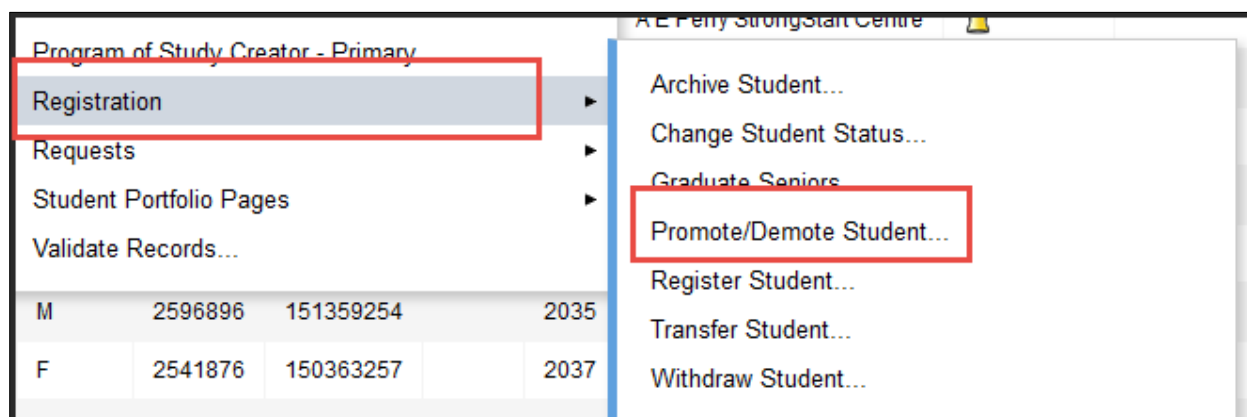 A E Perry StrongStart Centre
Program of Study Creator - Primary
Registration
Requests
Student Portfolio Pages
Validate Records...
Archive Student...
Change Student Status...
Graduate Seniors
Promote/Demote Student...
Register Student...
Transfer Student...
Withdraw Student...
M 2596896 151359254 2035
F 2541876 150363257 2037